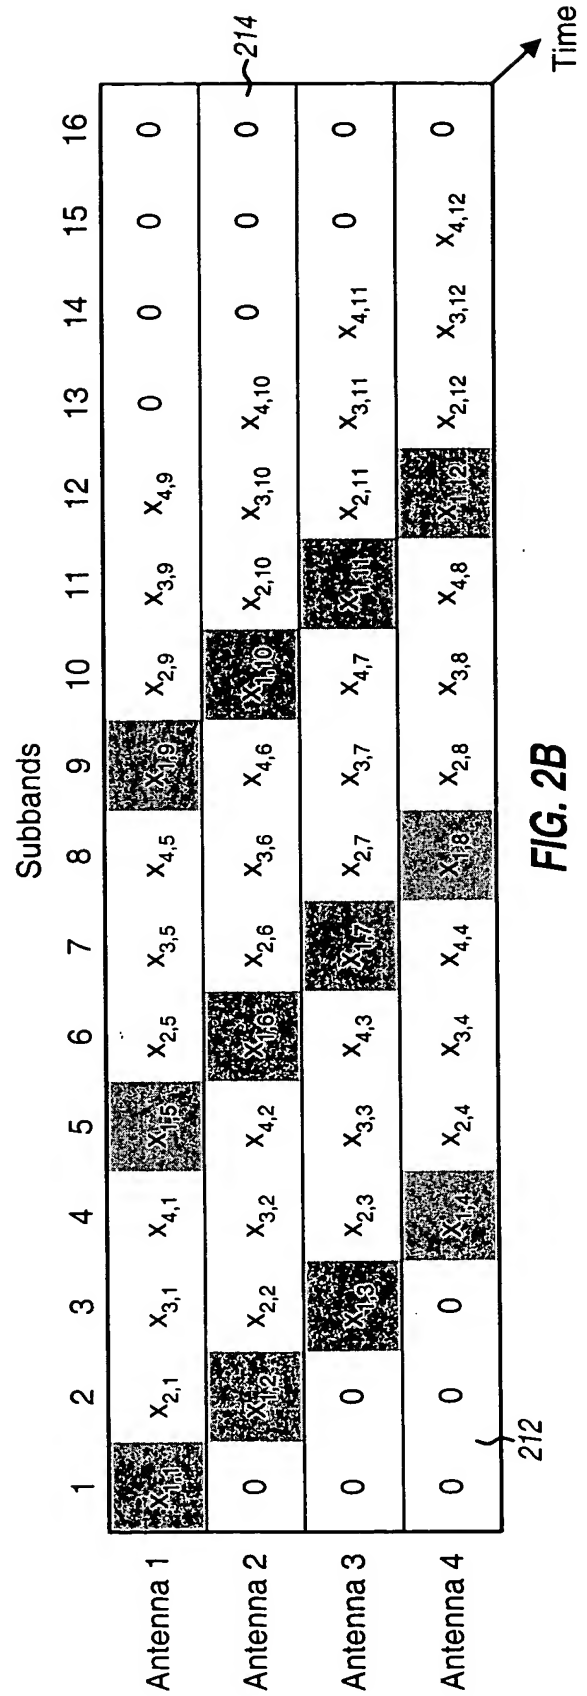 Subbands
1 2 3 4 5 6 7 8 9 10 11 12 13 14 15 16
Antenna 1 X1,1 X2,1 X3,1 X4,1 X1,5 X2,5 X3,5 X4,5 X1,9 X2,9 X3,9 X4,9 0 0 0 0
Antenna 2 0 X1,2 X2,2 X3,2 X4,2 X1,6 X2,6 X3,6 X4,6 X1,10 X2,10 X3,10 X4,10 0 0 0
214
Antenna 3 0 0 X1,3 X2,3 X3,3 X4,3 X1,7 X2,7 X3,7 X4,7 X1,11 X2,11 X3,11 X4,11 0 0
Antenna 4 0 0 0 X1,4 X2,4 X3,4 X4,4 X1,8 X2,8 X3,8 X4,8 X1,12 X2,12 X3,12 X4,12 0
212
Time
FIG. 2B